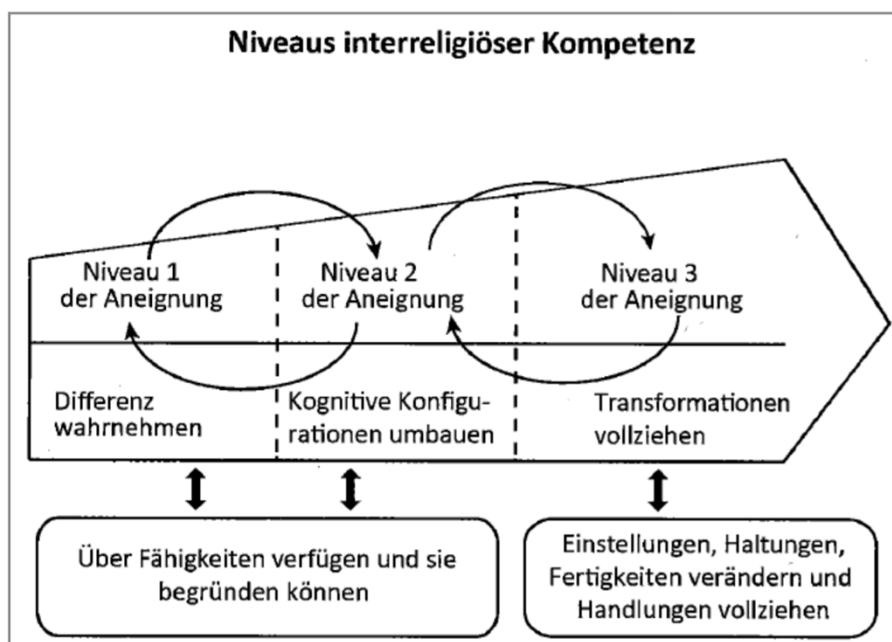 Niveaus interreligiöser Kompetenz
Niveau 1
der Aneignung
Niveau 2
der Aneignung
Niveau 3
der Aneignung
Differenz
wahrnehmen
Kognitive Konfigu-
rationen umbauen
Transformationen
vollziehen
Über Fähigkeiten verfügen und sie
begründen können
Einstellungen, Haltungen,
Fertigkeiten verändern und
Handlungen vollziehen